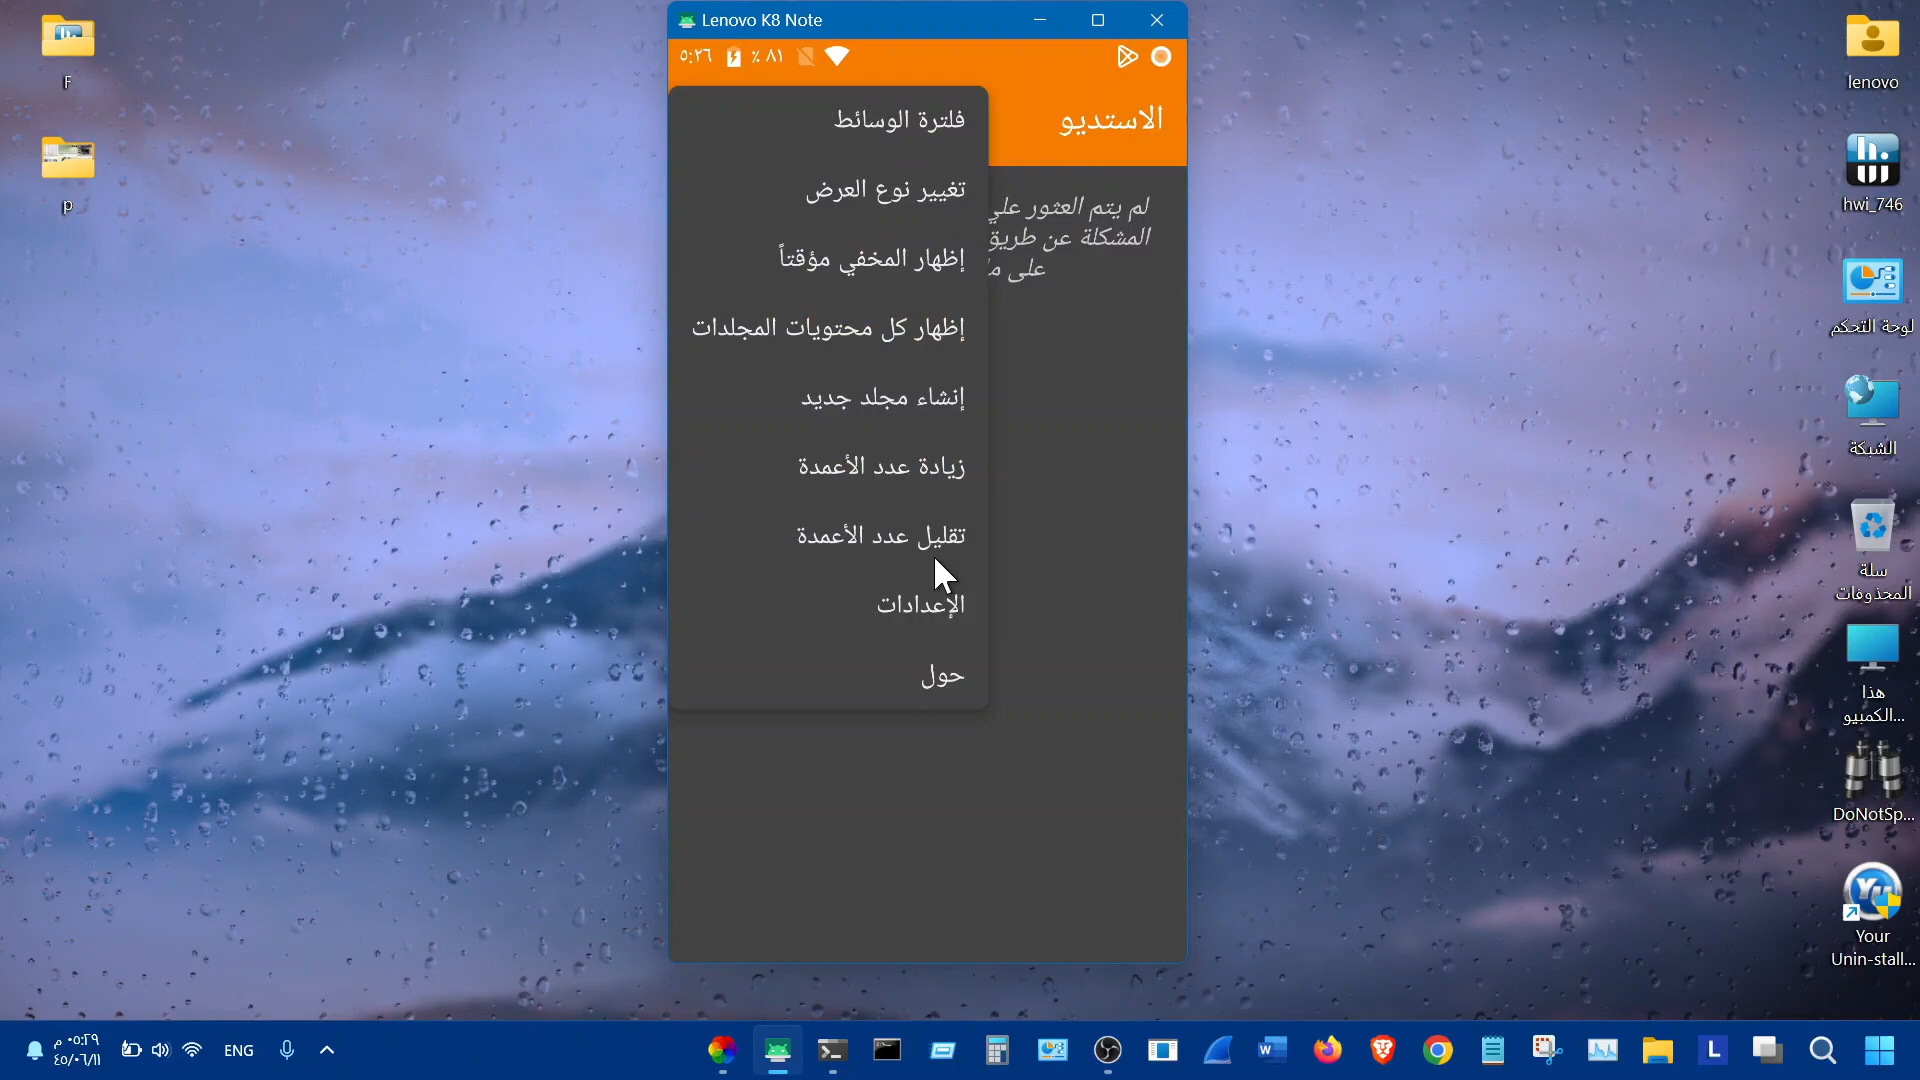 Lenovo K8 Note
٥:٢٦
٪ ٨١
الاستديو
لم يتم العثور علي
المشكلة عن طريق
على
فلترة الوسائط
تغيير نوع العرض
إظهار المخفي مؤقتاً
إظهار كل محتويات المجلدات
إنشاء مجلد جديد
زيادة عدد الأعمدة
تقليل عدد الأعمدة
الإعدادات
حول
F
p
lenovo
hwi_746
لوحة التحكم
الشبكة
سلة
المحذوفات
هذا
الكمبيو...
DoNotSp...
Your
Unin-stall...
٠٥:٢٩ م
٤٥/٠٦/١١
ENG